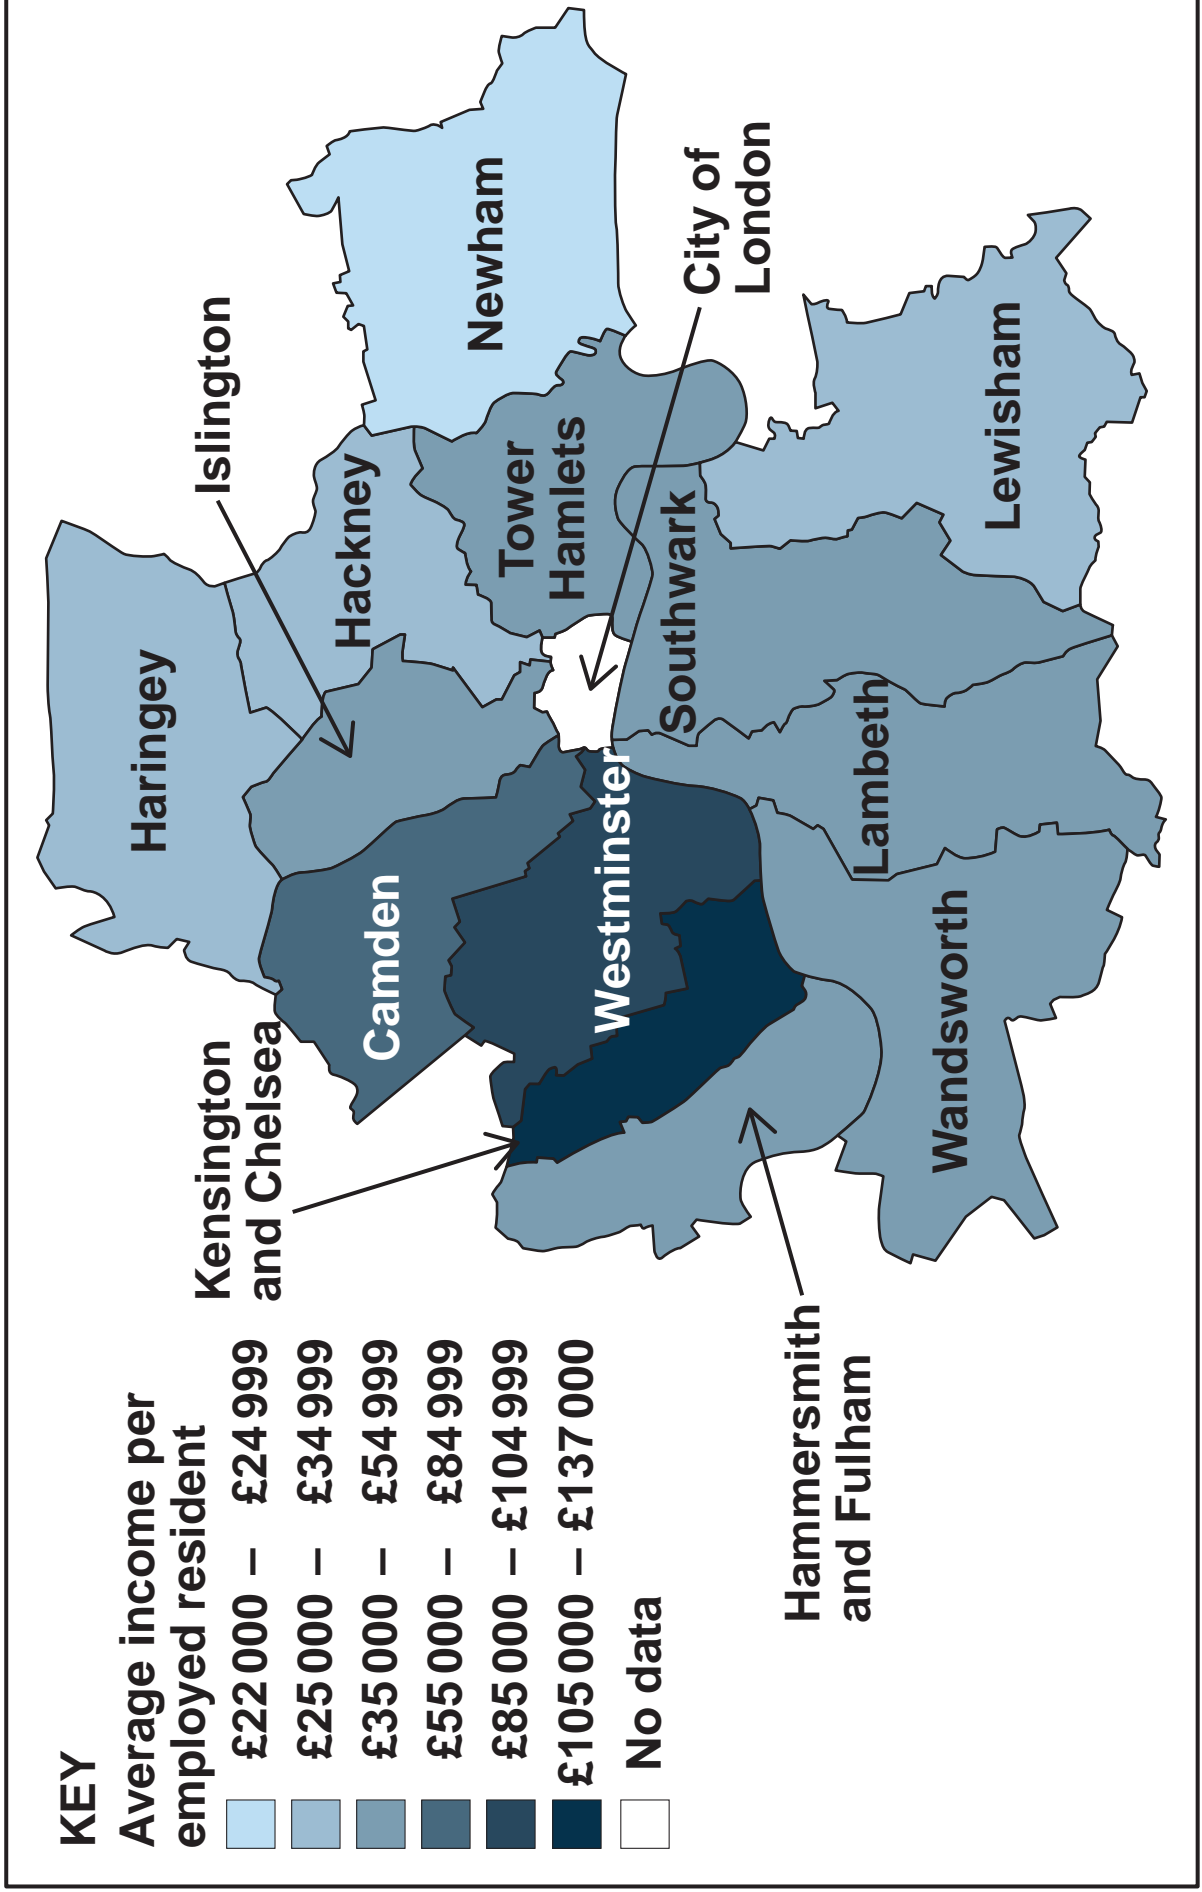 KEY
Average income per
employed resident
£22 000 – £24 999
£25 000 – £34 999
£35 000 – £54 999
£55 000 – £84 999
£85 000 – £104 999
£105 000 – £137 000
No data
Kensington
and Chelsea
Hammersmith
and Fulham
Haringey
Islington
Hackney
Camden
Newham
Tower
Hamlets
Westminster
City of
London
Southwark
Lambeth
Wandsworth
Lewisham